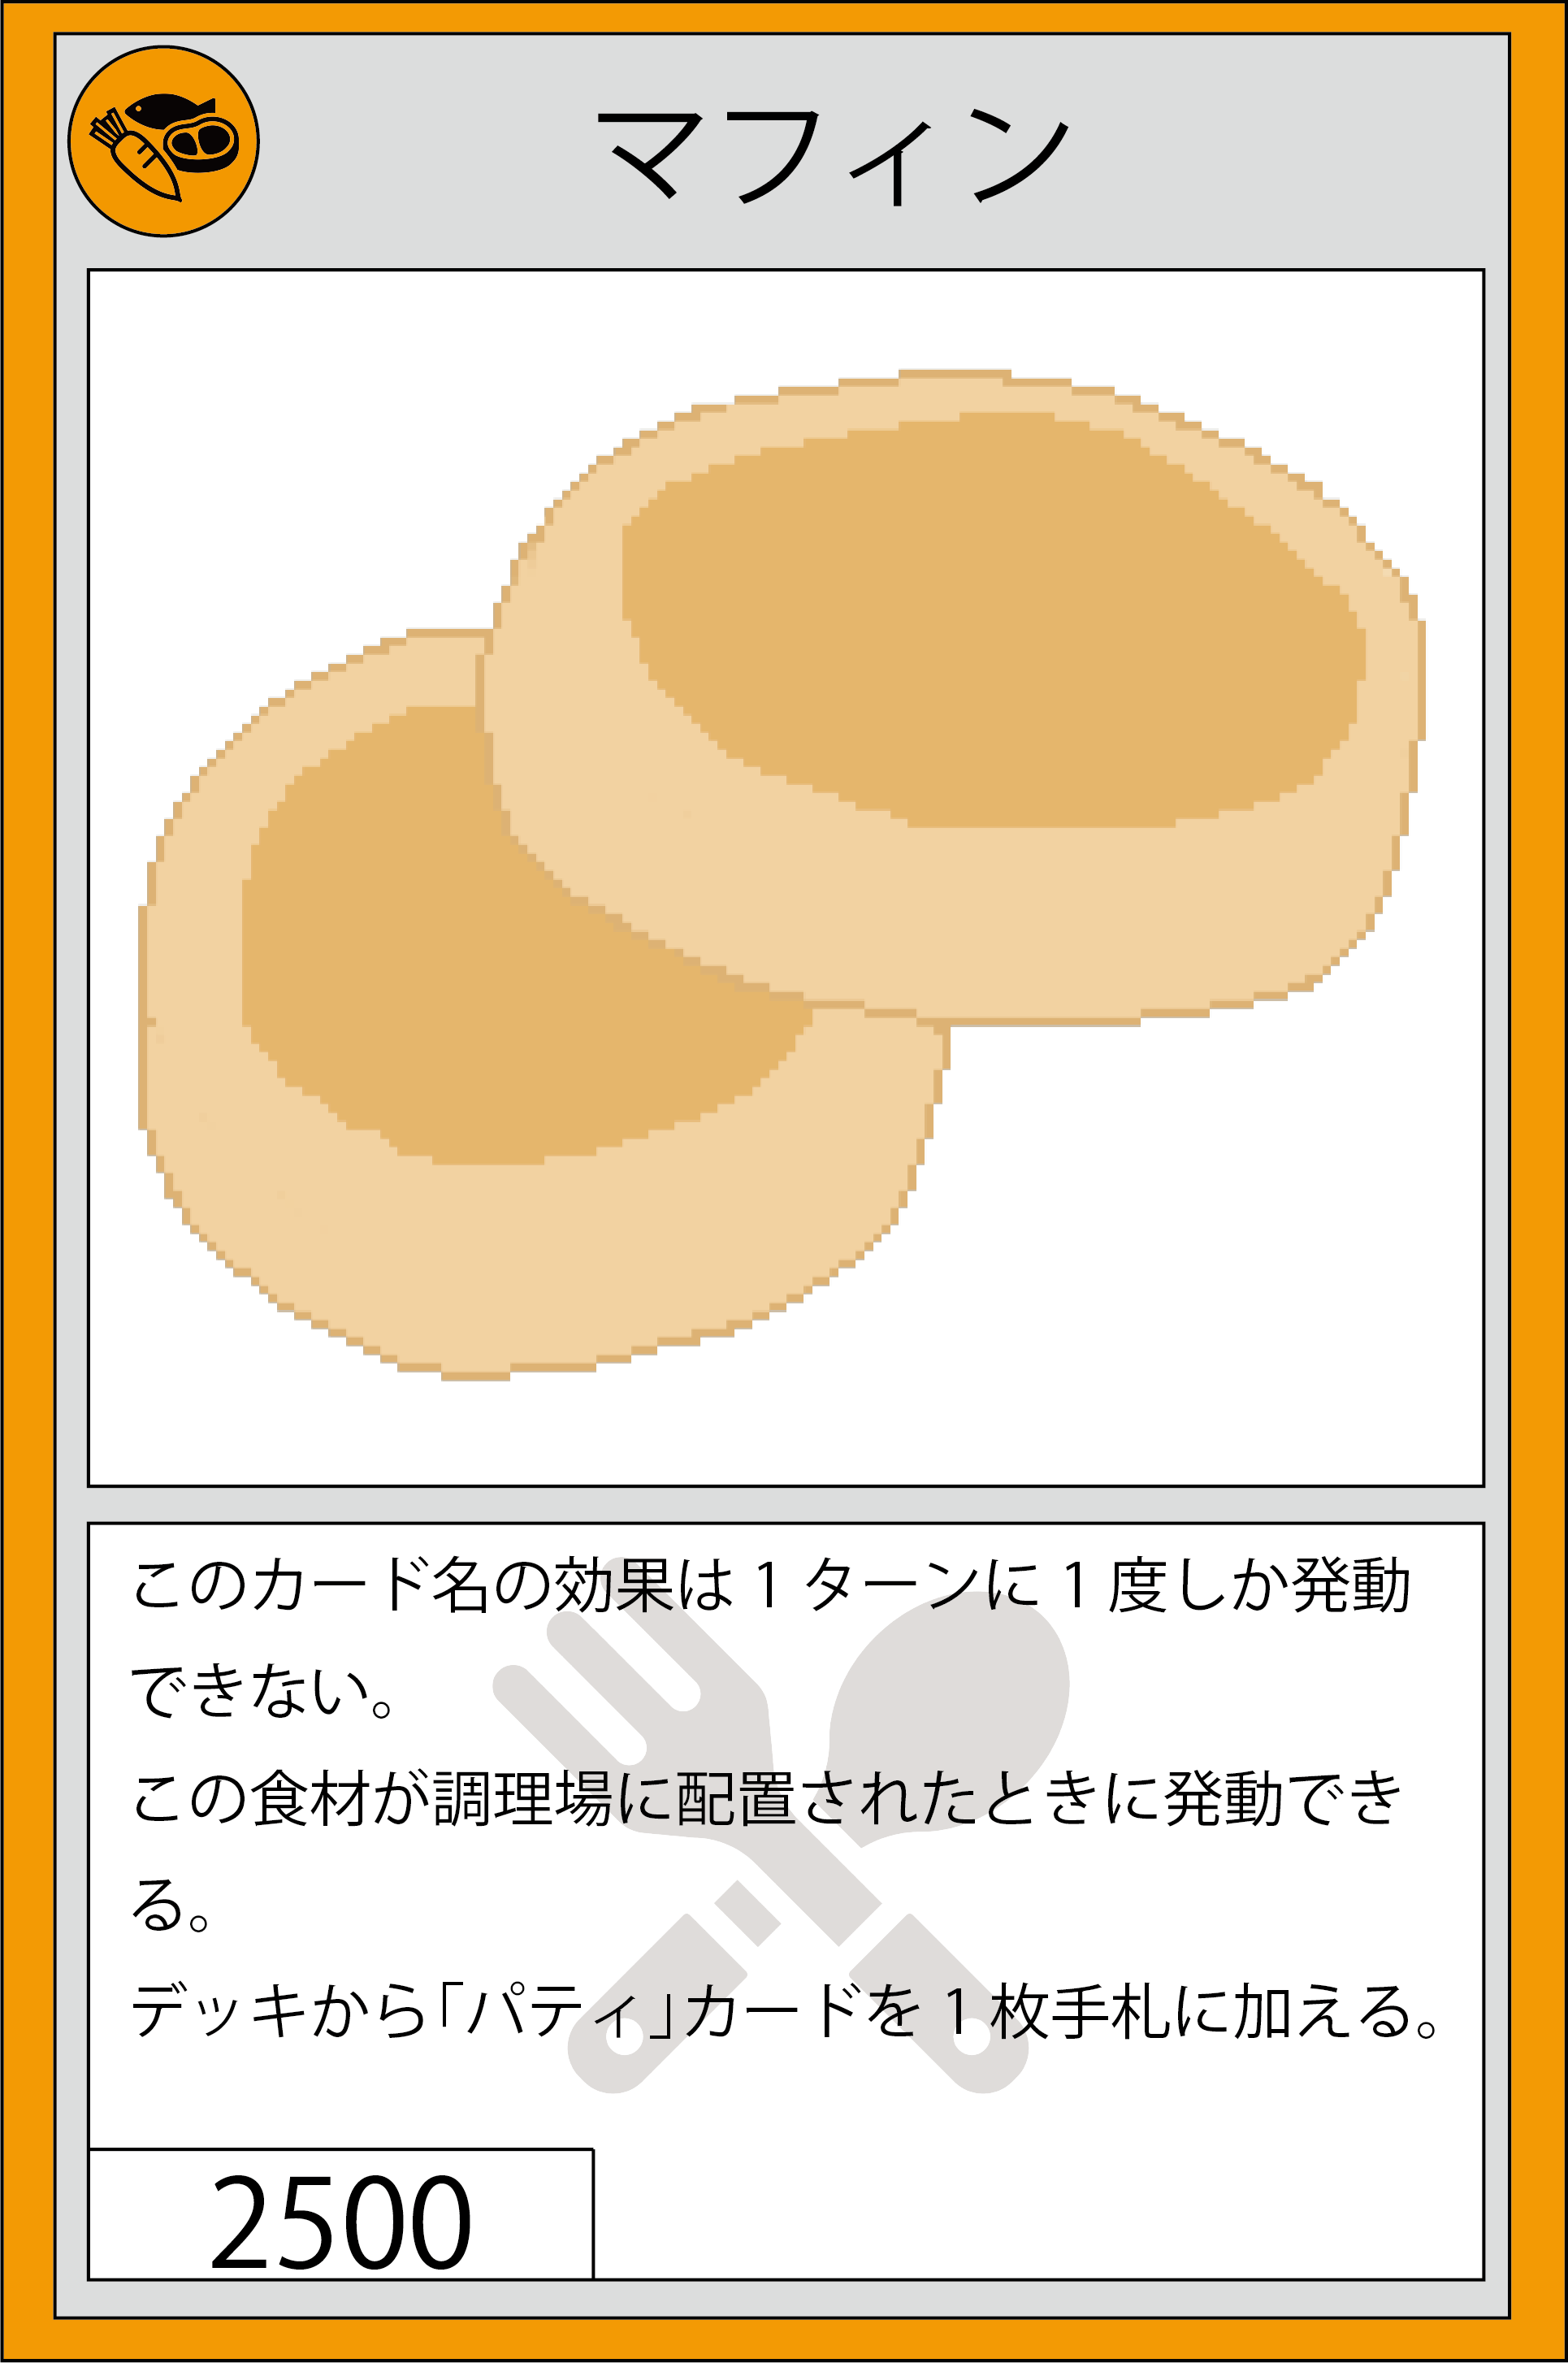 マフィン
このカード名の効果は1ターンに1度しか発動
できない。
この食材が調理場に配置されたときに発動でき
る。
デッキから「パティ」カードを1枚手札に加える。
2500